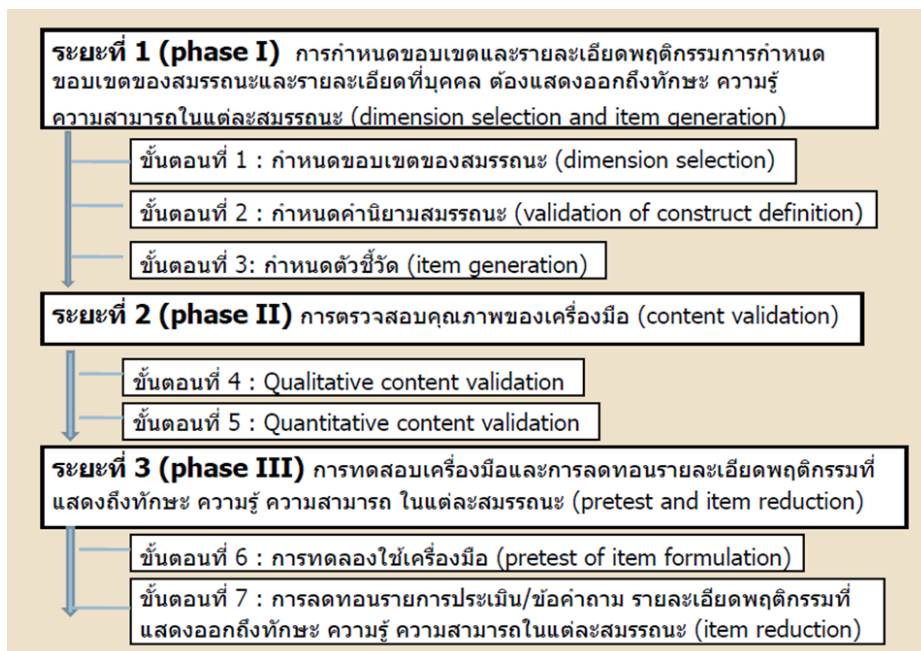 ระยะที่ 1 (phase I) การกำหนดขอบเขตและรายละเอียดพฤติกรรมการกำหนด
ขอบเขตของสมรรถนะและรายละเอียดที่บุคคล ต้องแสดงออกถึงทักษะ ความรู้
ความสามารถในแต่ละสมรรถนะ (dimension selection and item generation)
ขั้นตอนที่ 1 : กำหนดขอบเขตของสมรรถนะ (dimension selection)
ขั้นตอนที่ 2 : กำหนดคำนิยามสมรรถนะ (validation of construct definition)
ขั้นตอนที่ 3: กำหนดตัวชี้วัด (item generation)
ระยะที่ 2 (phase II) การตรวจสอบคุณภาพของเครื่องมือ (content validation)
ขั้นตอนที่ 4 : Qualitative content validation
ขั้นตอนที่ 5 : Quantitative content validation
ระยะที่ 3 (phase III) การทดสอบเครื่องมือและการลดทอนรายละเอียดพฤติกรรมที่
แสดงถึงทักษะ ความรู้ ความสามารถ ในแต่ละสมรรถนะ (pretest and item reduction)
ขั้นตอนที่ 6 : การทดลองใช้เครื่องมือ (pretest of item formulation)
ขั้นตอนที่ 7 : การลดทอนรายการประเมิน/ข้อคำถาม รายละเอียดพฤติกรรมที่
แสดงออกถึงทักษะ ความรู้ ความสามารถในแต่ละสมรรถนะ (item reduction)